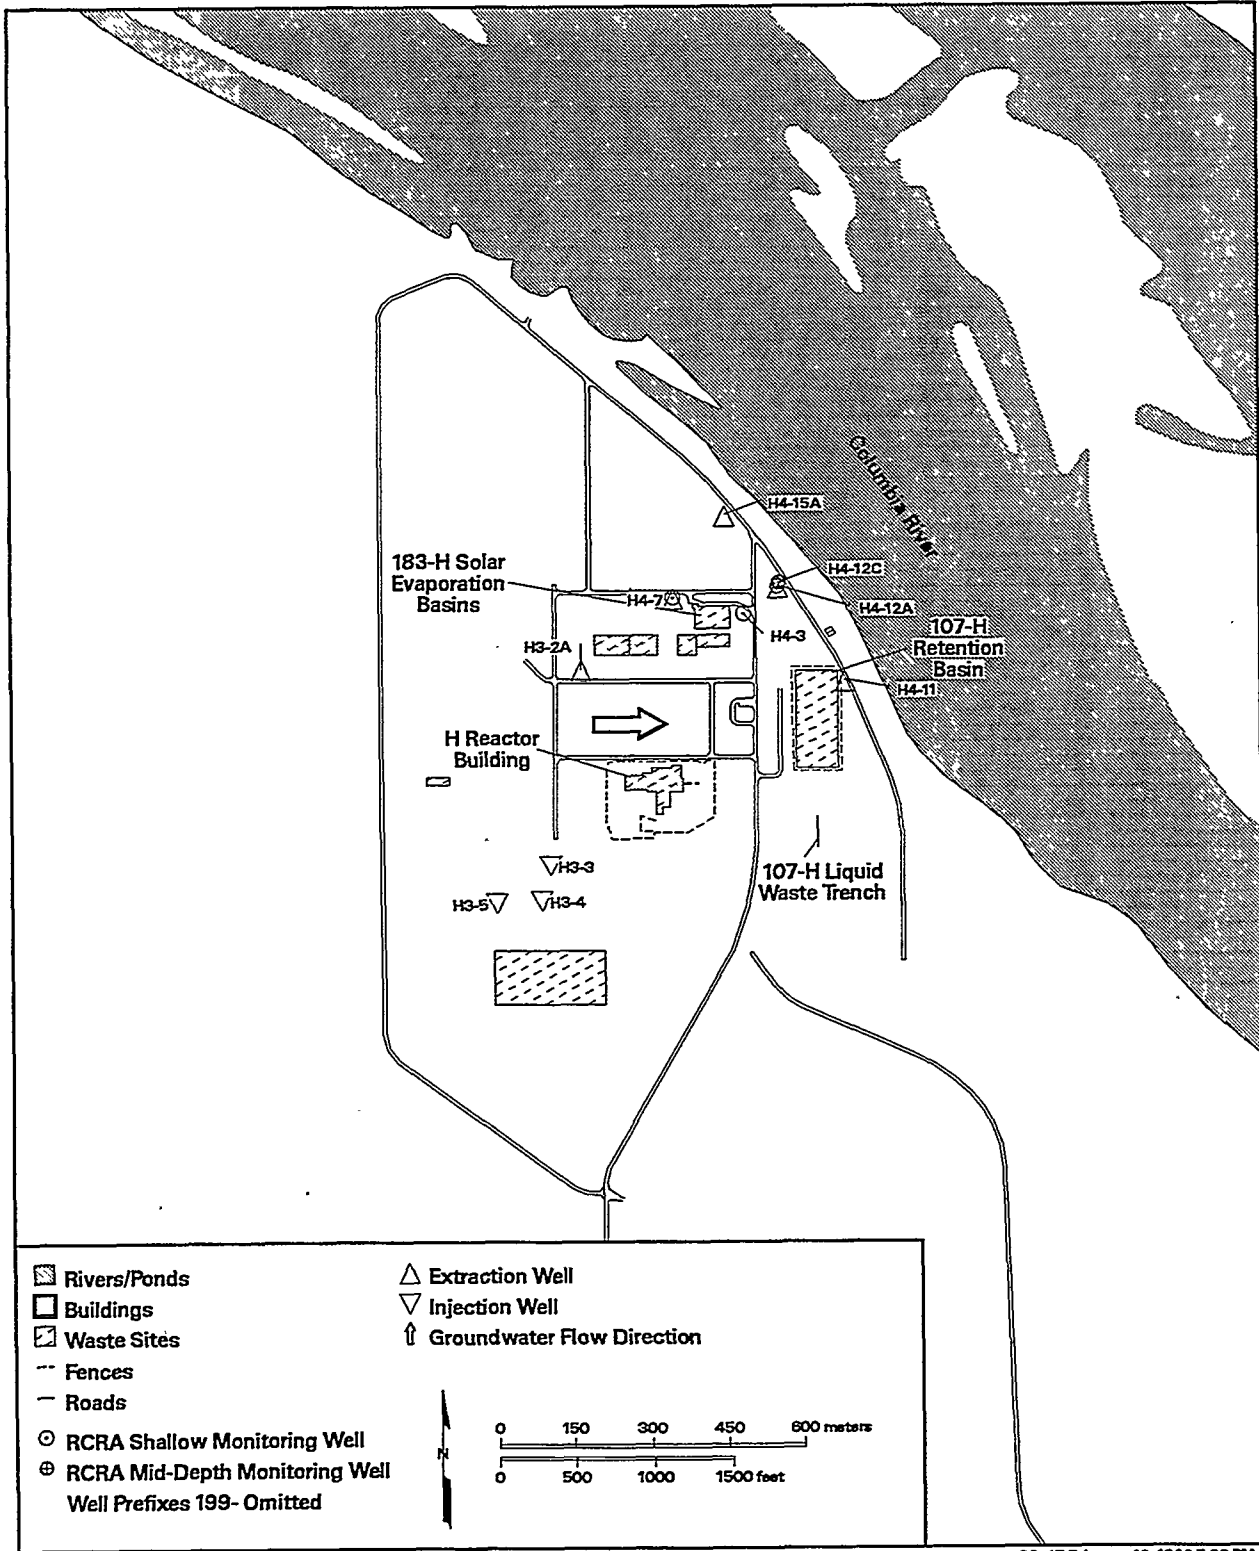 Columbia River
H4-15A
183-H Solar
Evaporation
Basins
H4-12C
H4-7
H4-12A
H4-3
H3-2A
107-H
Retention
Basin
H4-11
H Reactor
Building
H3-3
H3-5
H3-4
107-H Liquid
Waste Trench
Rivers/Ponds
Buildings
Waste Sites
Fences
Roads
RCRA Shallow Monitoring Well
RCRA Mid-Depth Monitoring Well
Well Prefixes 199- Omitted
Extraction Well
Injection Well
Groundwater Flow Direction
N
0 150 300 450 600 meters
0 500 1000 1500 feet